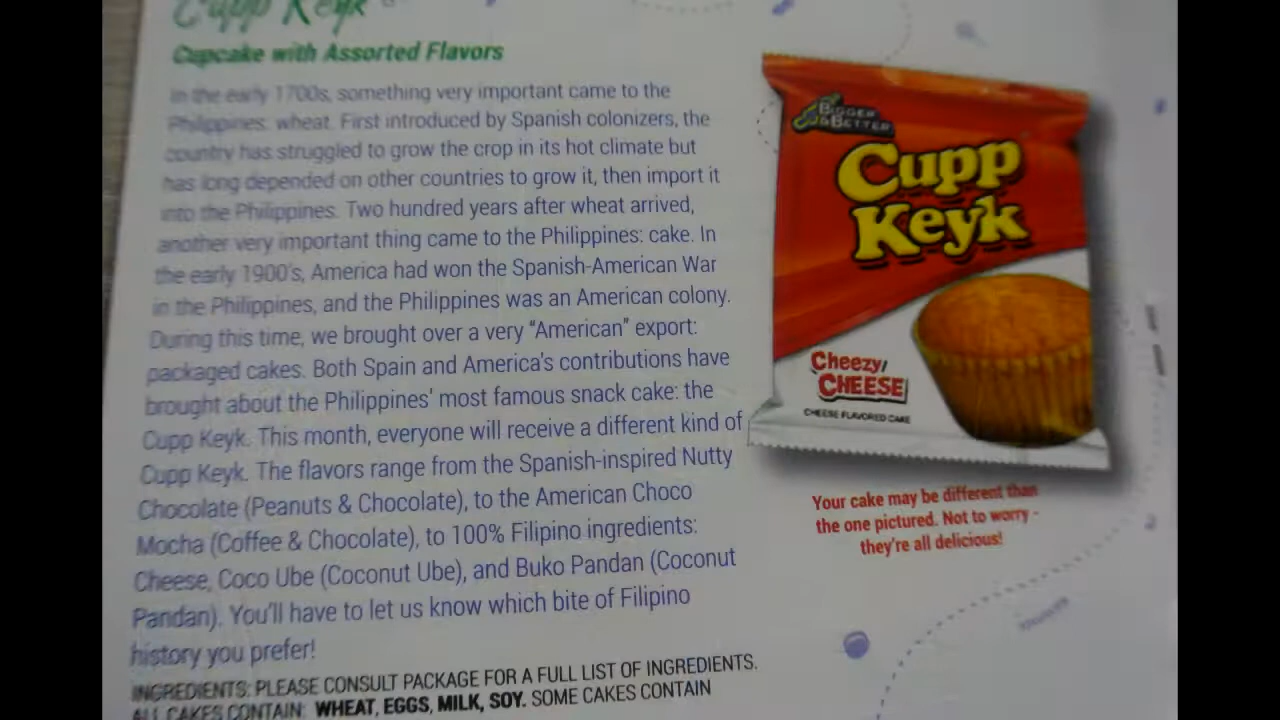 Cupp Keyk
Cupcake with Assorted Flavors
In the early 1700s, something very important came to the
Philippines: wheat. First introduced by Spanish colonizers, the
country has struggled to grow the crop in its hot climate but
has long depended on other countries to grow it, then import it
into the Philippines. Two hundred years after wheat arrived,
another very important thing came to the Philippines: cake. In
the early 1900's, America had won the Spanish-American War
in the Philippines, and the Philippines was an American colony.
During this time, we brought over a very "American" export:
packaged cakes. Both Spain and America's contributions have
brought about the Philippines' most famous snack cake: the
Cupp Keyk. This month, everyone will receive a different kind of
Cupp Keyk. The flavors range from the Spanish-inspired Nutty
Chocolate (Peanuts & Chocolate), to the American Choco
Mocha (Coffee & Chocolate), to 100% Filipino ingredients:
Cheese, Coco Ube (Coconut Ube), and Buko Pandan (Coconut
Pandan). You'll have to let us know which bite of Filipino
history you prefer!
INGREDIENTS: PLEASE CONSULT PACKAGE FOR A FULL LIST OF INGREDIENTS.
ALL CAKES CONTAIN: WHEAT, EGGS, MILK, SOY. SOME CAKES CONTAIN
BIGGER
& BETTER
Cupp
Keyk
Cheezy
CHEESE
CHEESE FLAVORED CAKE
Your cake may be different than
the one pictured. Not to worry -
they're all delicious!